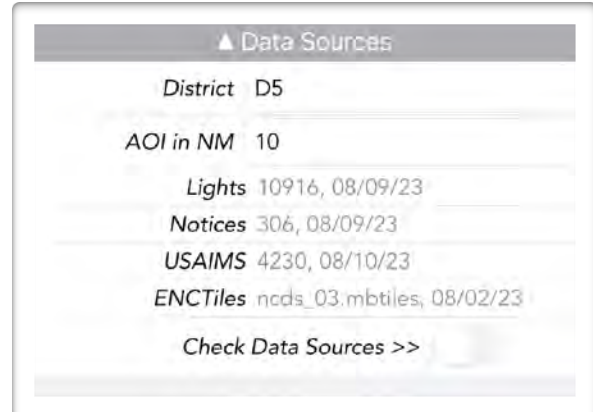 ▲ Data Sources
District D5
AOI in NM 10
Lights 10916, 08/09/23
Notices 306, 08/09/23
USAIMS 4230, 08/10/23
ENCTiles ncds_03.mbtiles, 08/02/23
Check Data Sources >>